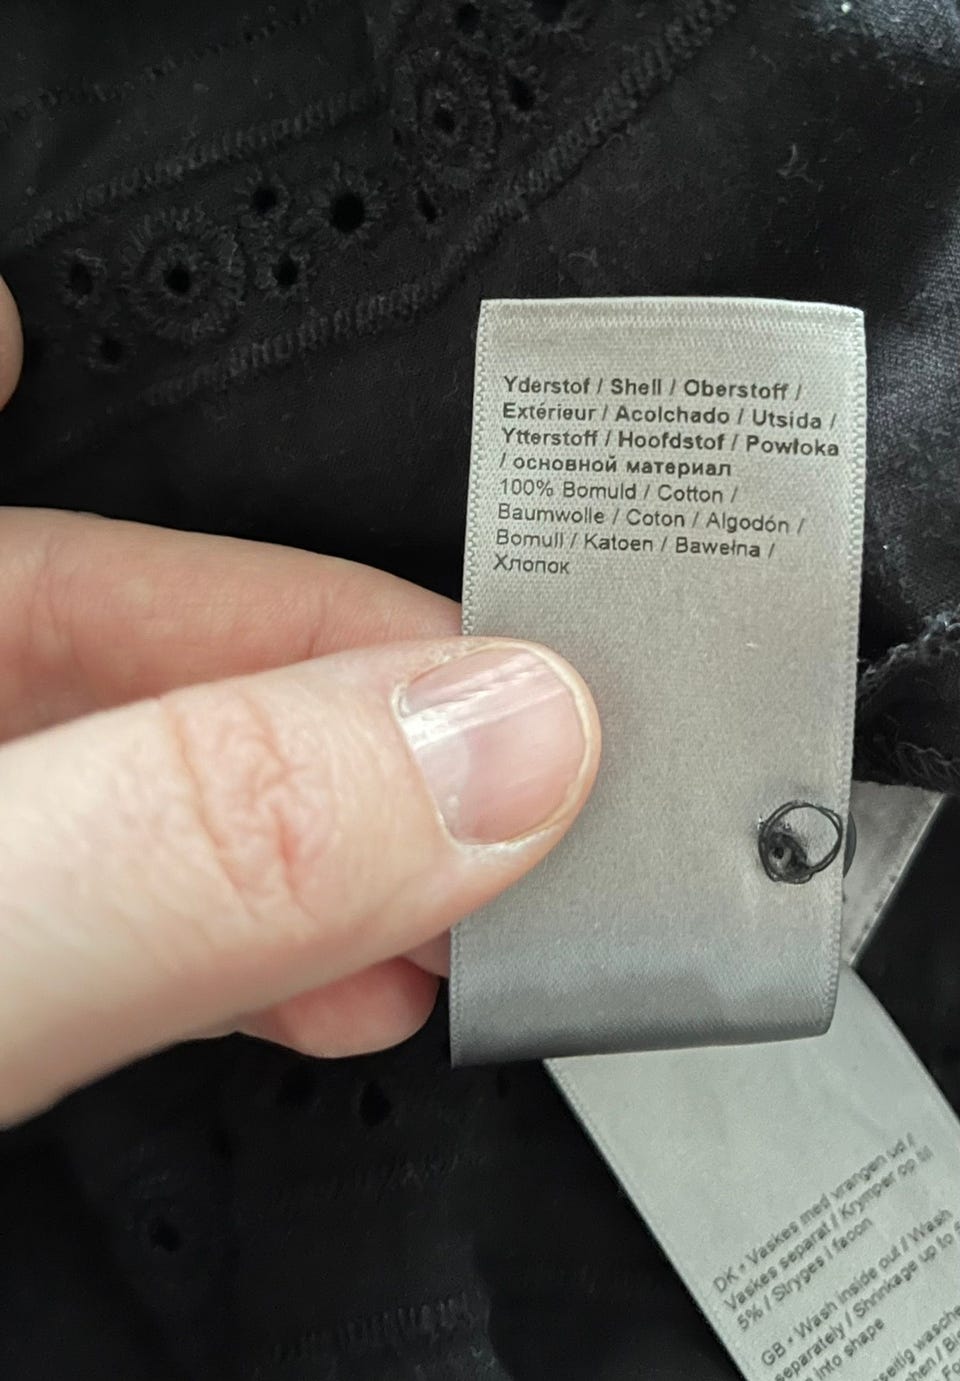 Yderstof / Shell / Oberstoff /
Extérieur / Acolchado / Utsida /
Ytterstoff / Hoofdstof / Powłoka
/ основной материал
100% Bomuld / Cotton /
Baumwolle / Coton / Algodón /
Bomull / Katoen / Bawełna /
Хлопок
DK • Vaskes med vrangen ud /
Vaskes separat / Krymper op til
5% / Stryges i facon
GB • Wash inside out / Wash
separately / Shrinkage up to
into shape